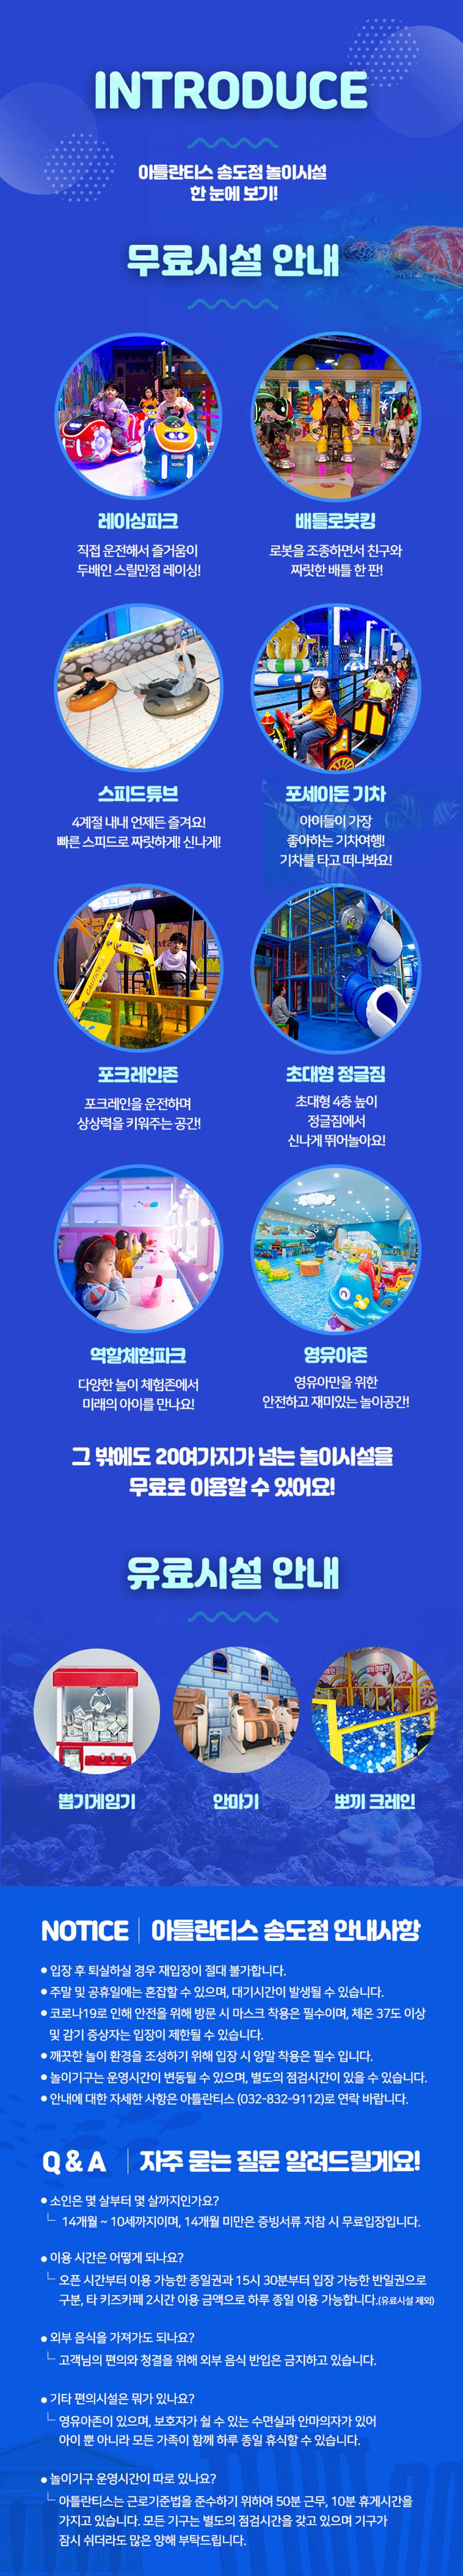 INTRODUCE
아틀란티스 송도점 놀이시설
한 눈에 보기!
무료시설 안내
레이싱파크
직접 운전해서 즐거움이
두배인 스릴만점 레이싱!
배틀로봇킹
로봇을 조종하면서 친구와
짜릿한 배틀 한 판!
스피드튜브
4계절 내내 언제든 즐겨요!
빠른 스피드로 짜릿하게! 신나게!
포세이돈 기차
아이들이 가장
좋아하는 기차여행!
기차를 타고 떠나봐요!
포크레인존
포크레인을 운전하며
상상력을 키워주는 공간!
초대형 정글짐
초대형 4층 높이
정글짐에서
신나게 뛰어놀아요!
역할체험파크
다양한 놀이 체험존에서
미래의 아이를 만나요!
영유아존
영유아만을 위한
안전하고 재미있는 놀이공간!
그 밖에도 20여가지가 넘는 놀이시설을
무료로 이용할 수 있어요!
유료시설 안내
뽑기게임기
안마기
뽀끼 크레인
NOTICE | 아틀란티스 송도점 안내사항
● 입장 후 퇴실하실 경우 재입장이 절대 불가합니다.
● 주말 및 공휴일에는 혼잡할 수 있으며, 대기시간이 발생될 수 있습니다.
● 코로나19로 인해 안전을 위해 방문 시 마스크 착용은 필수이며, 체온 37도 이상
및 감기 증상자는 입장이 제한될 수 있습니다.
● 깨끗한 놀이 환경을 조성하기 위해 입장 시 양말 착용은 필수 입니다.
● 놀이기구는 운영시간이 변동될 수 있으며, 별도의 점검시간이 있을 수 있습니다.
● 안내에 대한 자세한 사항은 아틀란티스 (032-832-9112)로 연락 바랍니다.
Q & A | 자주 묻는 질문 알려드릴게요!
● 소인은 몇 살부터 몇 살까지인가요?
14개월 ~ 10세까지이며, 14개월 미만은 증빙서류 지참 시 무료입장입니다.
● 이용 시간은 어떻게 되나요?
오픈 시간부터 이용 가능한 종일권과 15시 30분부터 입장 가능한 반일권으로
구분, 타 키즈카페 2시간 이용 금액으로 하루 종일 이용 가능합니다.(유료시설 제외)
● 외부 음식을 가져가도 되나요?
고객님의 편의와 청결을 위해 외부 음식 반입은 금지하고 있습니다.
● 기타 편의시설은 뭐가 있나요?
영유아존이 있으며, 보호자가 쉴 수 있는 수면실과 안마의자가 있어
아이 뿐 아니라 모든 가족이 함께 하루 종일 휴식할 수 있습니다.
● 놀이기구 운영시간이 따로 있나요?
아틀란티스는 근로기준법을 준수하기 위하여 50분 근무, 10분 휴게시간을
가지고 있습니다. 모든 기구는 별도의 점검시간을 갖고 있으며 기구가
잠시 쉬더라도 많은 양해 부탁드립니다.